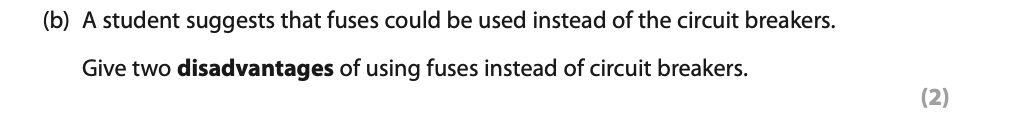 (b) A student suggests that fuses could be used instead of the circuit breakers.
Give two disadvantages of using fuses instead of circuit breakers.
(2)